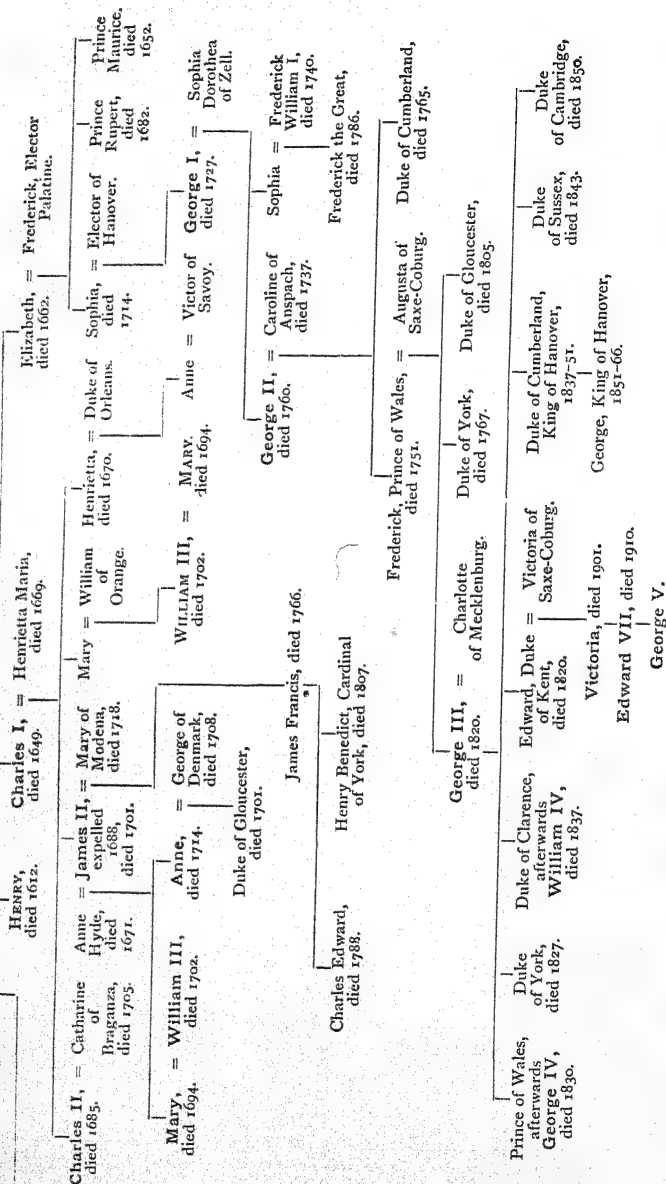 HENRY,
died 1612.
Charles I,
died 1649.
=
Henrietta Maria,
died 1669.
Elizabeth,
died 1662.
=
Frederick, Elector
Palatine.
Charles II,
died 1685.
=
Catharine
of
Braganza,
died 1705.
Anne
Hyde,
died
1671.
=
James II,
expelled
1688,
died 1701.
=
Mary of
Modena,
died 1718.
Mary
=
William
of
Orange.
Henrietta,
died 1670.
=
Duke of
Orleans.
Sophia,
died
1714.
=
Elector of
Hanover.
Prince
Rupert,
died
1682.
Prince
Maurice,
died
1652.
Mary,
died 1694.
=
William III,
died 1702.
Anne,
died 1714.
=
George of
Denmark,
died 1708.
WILLIAM III,
died 1702.
=
MARY.
died 1694.
Anne
=
Victor of
Savoy.
George I,
died 1727.
=
Sophia
Dorothea
of Zell.
Duke of Gloucester,
died 1701.
James Francis, died 1766.
George II,
died 1760.
=
Caroline of
Anspach,
died 1737.
Sophia
=
Frederick
William I,
died 1740.
Charles Edward,
died 1788.
Henry Benedict, Cardinal
of York, died 1807.
Frederick the Great,
died 1786.
Frederick, Prince of Wales,
died 1751.
=
Augusta of
Saxe-Coburg.
Duke of Cumberland,
died 1765.
George III,
died 1820.
=
Charlotte
of Mecklenburg.
Duke of York,
died 1767.
Duke of Gloucester,
died 1805.
Prince of Wales,
afterwards
George IV,
died 1830.
Duke
of York,
died 1827.
Duke of Clarence,
afterwards
William IV,
died 1837.
Edward, Duke
of Kent,
died 1820.
=
Victoria of
Saxe-Coburg.
Duke of Cumberland,
King of Hanover,
1837-51.
Duke
of Sussex,
died 1843.
Duke
of Cambridge,
died 1850.
Victoria, died 1901.
George, King of Hanover,
1851-66.
Edward VII, died 1910.
George V.